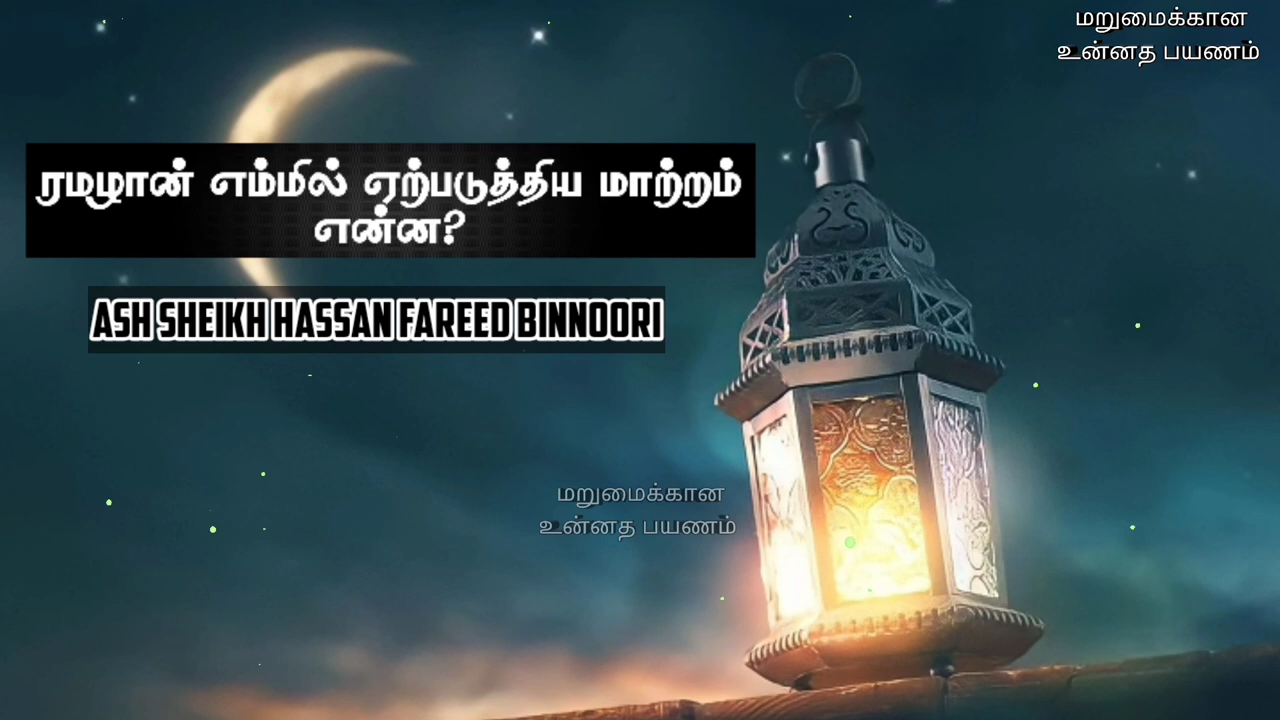 மறுமைக்கான
உன்னத பயணம்
ரமழான் எம்மில் ஏற்படுத்திய மாற்றம்
என்ன?
ASH SHEIKH HASSAN FAREED BINNOORI
மறுமைக்கான
உன்னத பயணம்